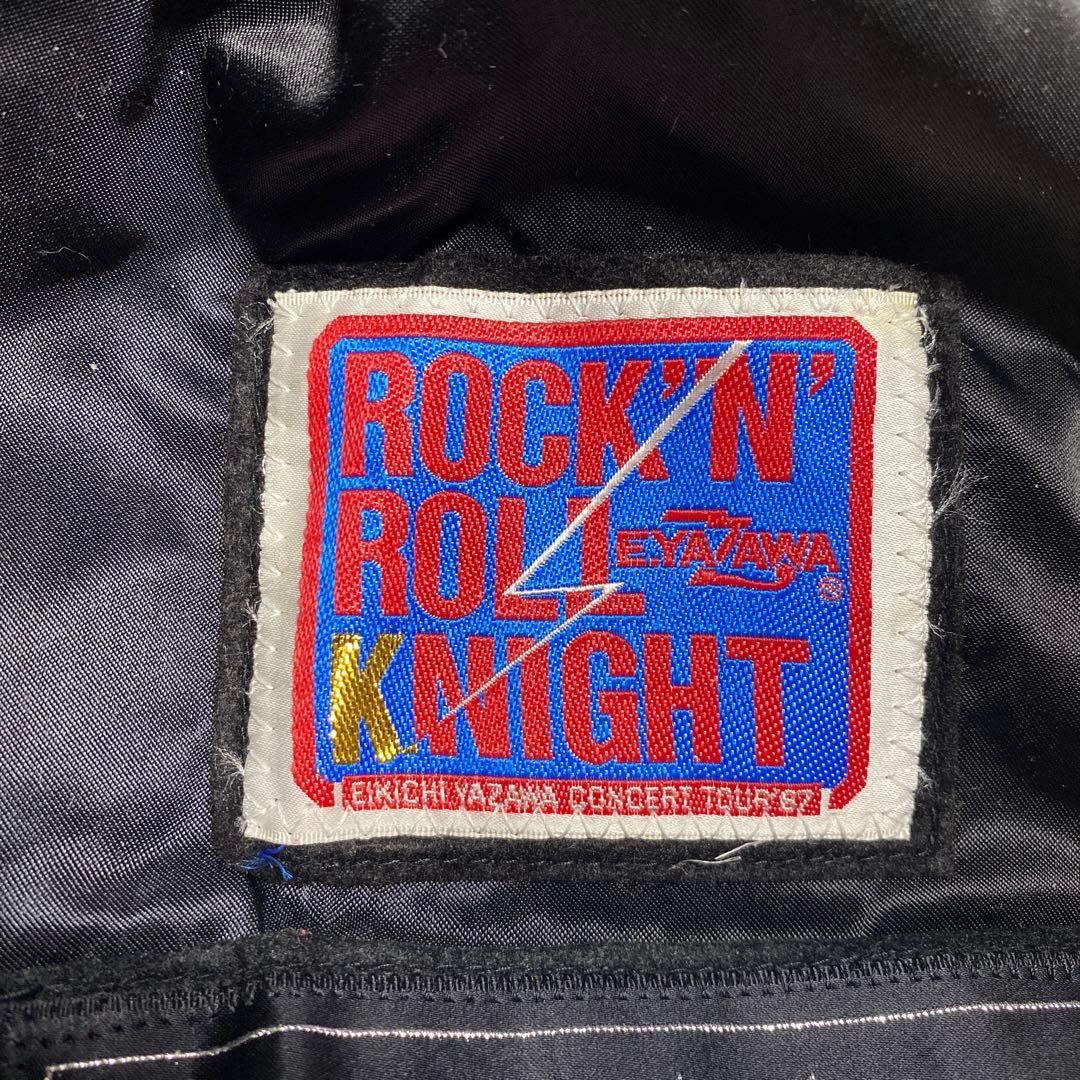 ROCK'N'
ROLL
E.YAZAWA
®
KNIGHT
EIKICHI YAZAWA CONCERT TOUR'87